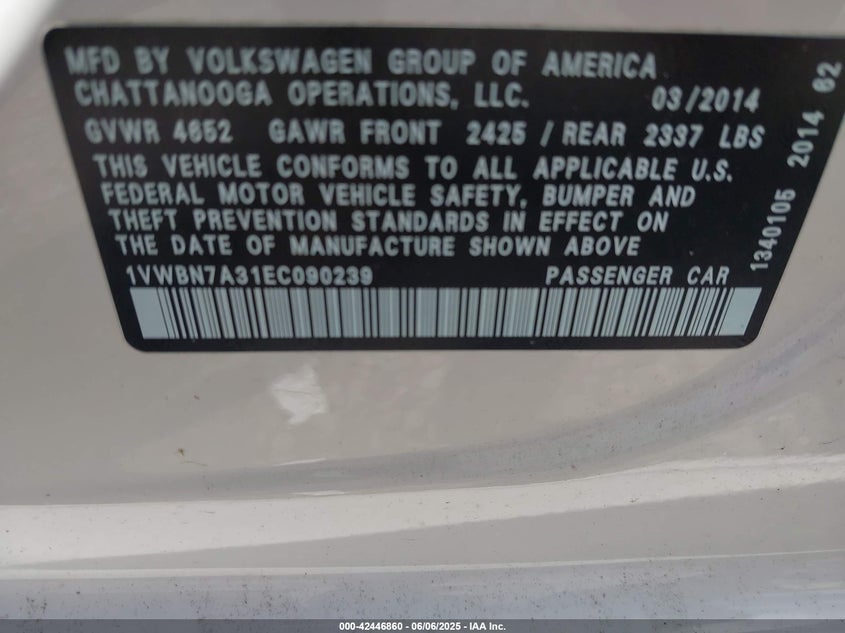 MFD BY VOLKSWAGEN GROUP OF AMERICA
CHATTANOOGA OPERATIONS, LLC. 03/2014
GVWR 4652 GAWR FRONT 2425 / REAR 2337 LBS
THIS VEHICLE CONFORMS TO ALL APPLICABLE U.S.
FEDERAL MOTOR VEHICLE SAFETY, BUMPER AND
THEFT PREVENTION STANDARDS IN EFFECT ON
THE DATE OF MANUFACTURE SHOWN ABOVE
1VWBN7A31EC090239 PASSENGER CAR
1340105 2014 62
000-42446860 - 06/06/2025 - IAA Inc.